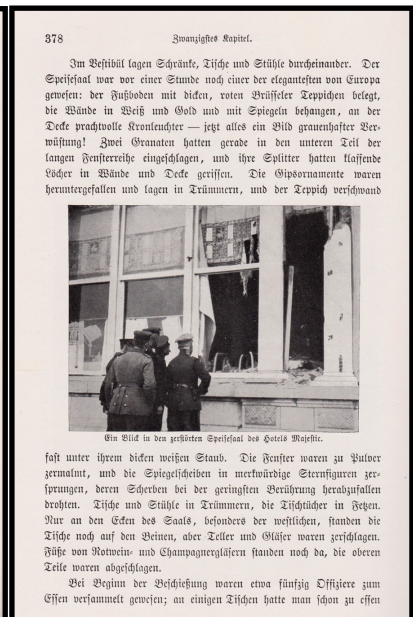 378
Zwanzigstes Kapitel.
Im Vestibül lagen Schränke, Tische und Stühle durcheinander. Der
Speisesaal war vor einer Stunde noch einer der elegantesten von Europa
gewesen: der Fußboden mit dicken, roten Brüsseler Teppichen belegt,
die Wände in Weiß und Gold und mit Spiegeln behangen, an der
Decke prachtvolle Kronleuchter — jetzt alles ein Bild grauenhafter Ver-
wüstung! Zwei Granaten hatten gerade in den unteren Teil der
langen Fensterreihe eingeschlagen, und ihre Splitter hatten klaffende
Löcher in Wände und Decke gerissen. Die Gipsornamente waren
heruntergefallen und lagen in Trümmern, und der Teppich verschwand
Ein Blick in den zerstörten Speisesaal des Hotels Majestic.
fast unter ihrem dicken weißen Staub. Die Fenster waren zu Pulver
zermalmt, und die Spiegelscheiben in merkwürdige Sternfiguren zer-
sprungen, deren Scherben bei der geringsten Berührung herabzufallen
drohten. Tische und Stühle in Trümmern, die Tischtücher in Fetzen.
Nur an den Ecken des Saals, besonders der westlichen, standen die
Tische noch auf den Beinen, aber Teller und Gläser waren zerschlagen.
Füße von Rotwein- und Champagnergläsern standen noch da, die oberen
Teile waren abgeschlagen.
Bei Beginn der Beschießung waren etwa fünfzig Offiziere zum
Essen versammelt gewesen; an einigen Tischen hatte man schon zu essen